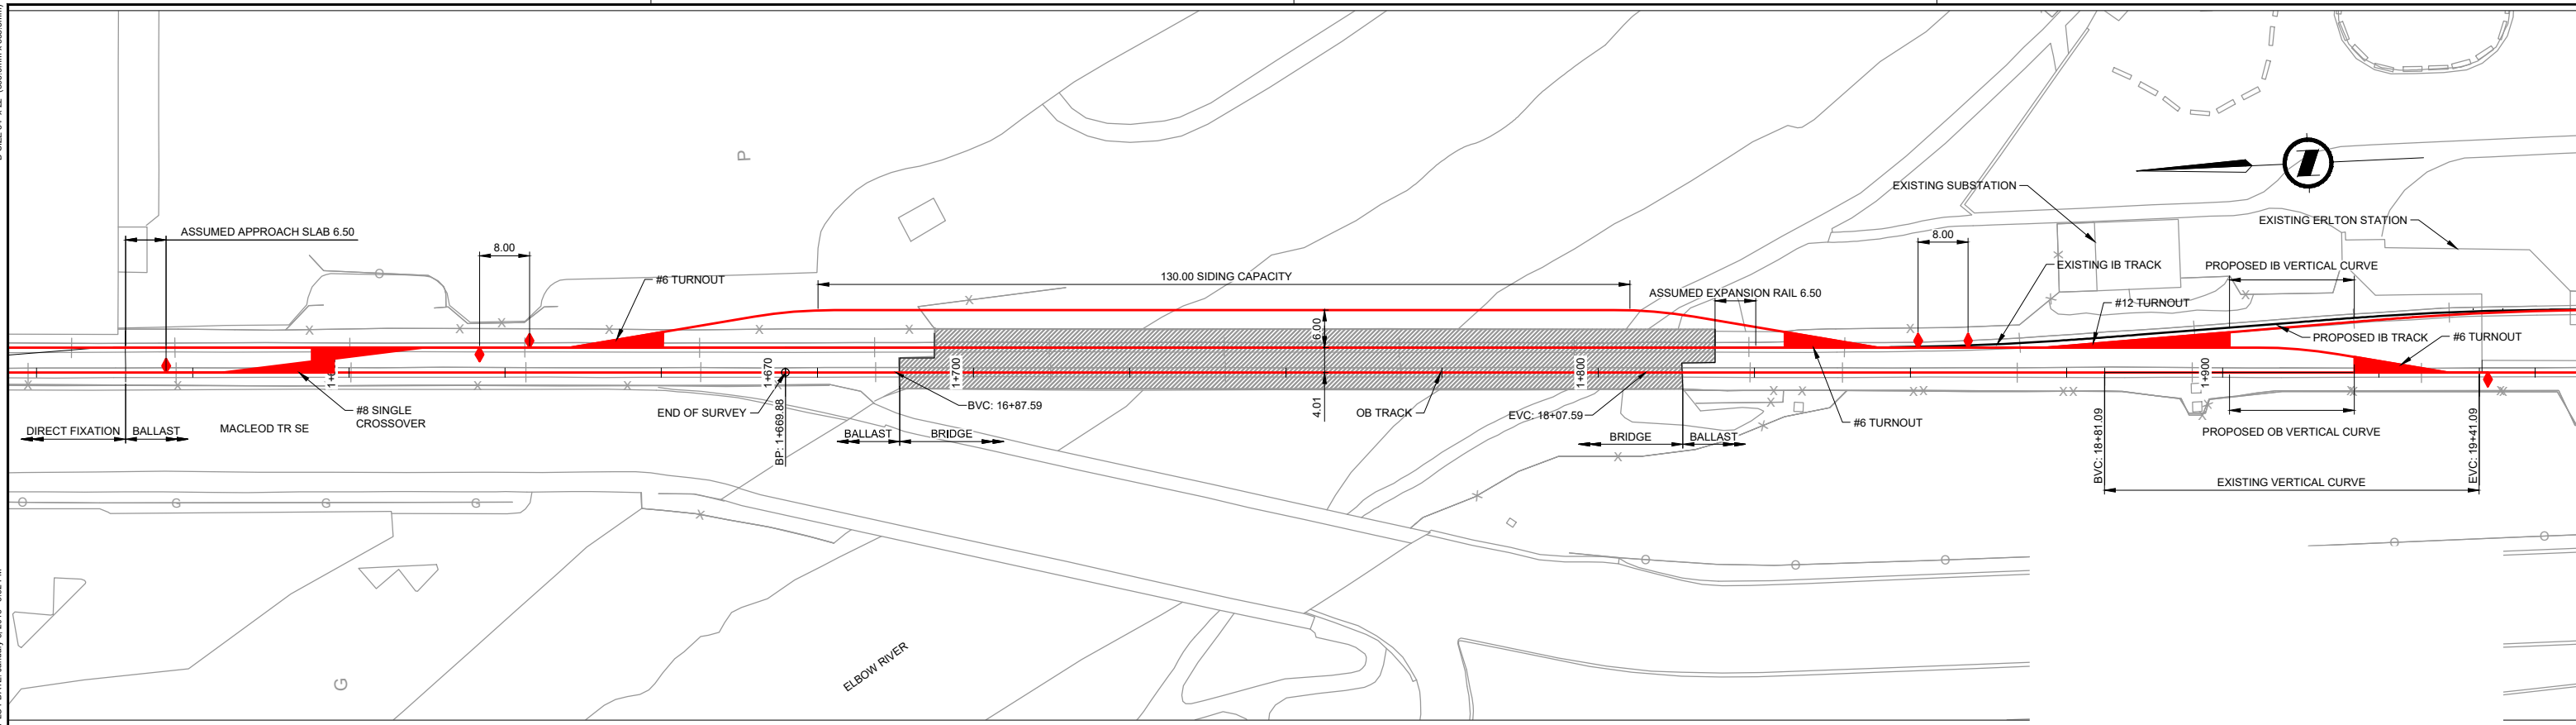 ASSUMED APPROACH SLAB 6.50
8.00
#6 TURNOUT
P
130.00 SIDING CAPACITY
ASSUMED EXPANSION RAIL 6.50
8.00
EXISTING SUBSTATION
EXISTING ERLTON STATION
EXISTING IB TRACK
PROPOSED IB VERTICAL CURVE
#12 TURNOUT
PROPOSED IB TRACK
#6 TURNOUT
6.00
4.01
1+670
1+700
1+800
1+900
#8 SINGLE
CROSSOVER
END OF SURVEY
BP: 1+669.88
BVC: 16+87.59
OB TRACK
EVC: 18+07.59
#6 TURNOUT
DIRECT FIXATION
BALLAST
MACLEOD TR SE
BALLAST
BRIDGE
BRIDGE
BALLAST
BVC: 18+81.09
PROPOSED OB VERTICAL CURVE
EVC: 19+41.09
EXISTING VERTICAL CURVE
G
G
G
G
ELBOW RIVER